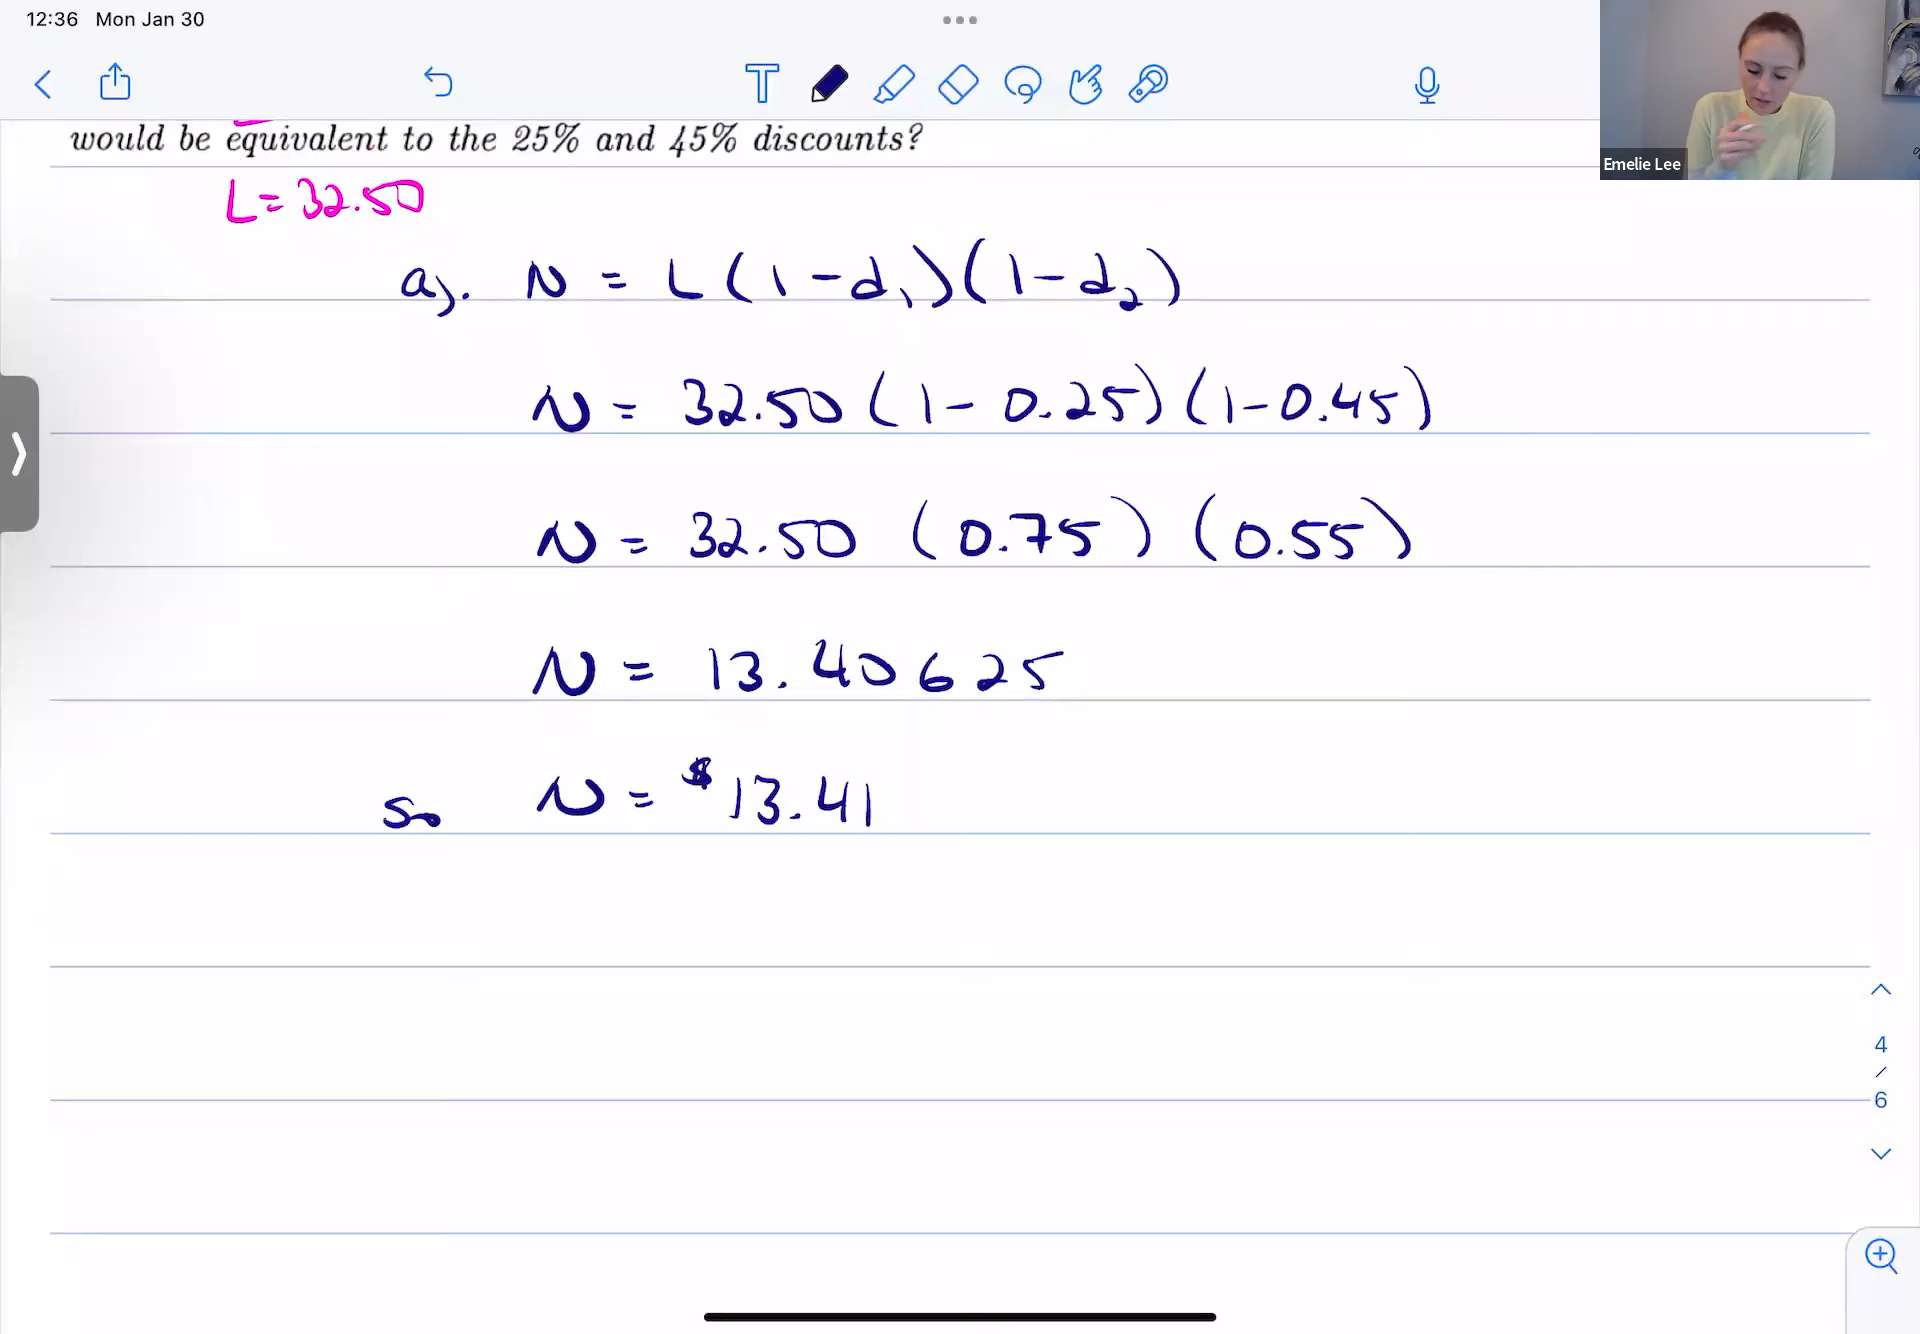 12:36 Mon Jan 30
would be equivalent to the 25% and 45% discounts?
Emelie Lee
L = 32.50
a). N = L(1-d₁)(1-d₂)
N = 32.50(1-0.25)(1-0.45)
N = 32.50 (0.75) (0.55)
N = 13.40625
So N = $13.41
4
/
6